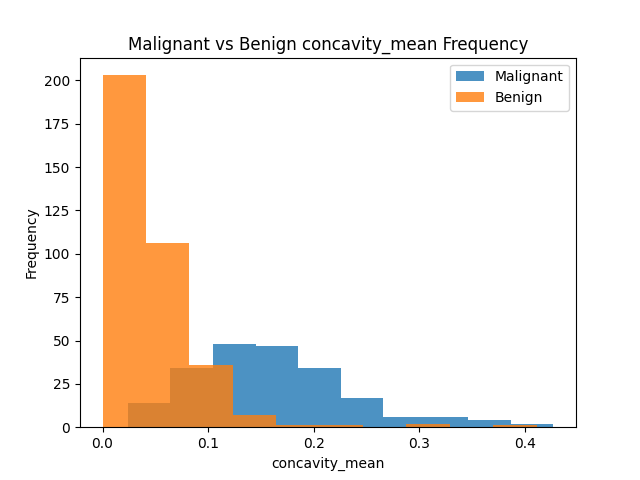 Malignant vs Benign concavity_mean Frequency
Malignant
Benign
200
175
150
125
100
75
50
25
0
Frequency
0.0 0.1 0.2 0.3 0.4
concavity_mean